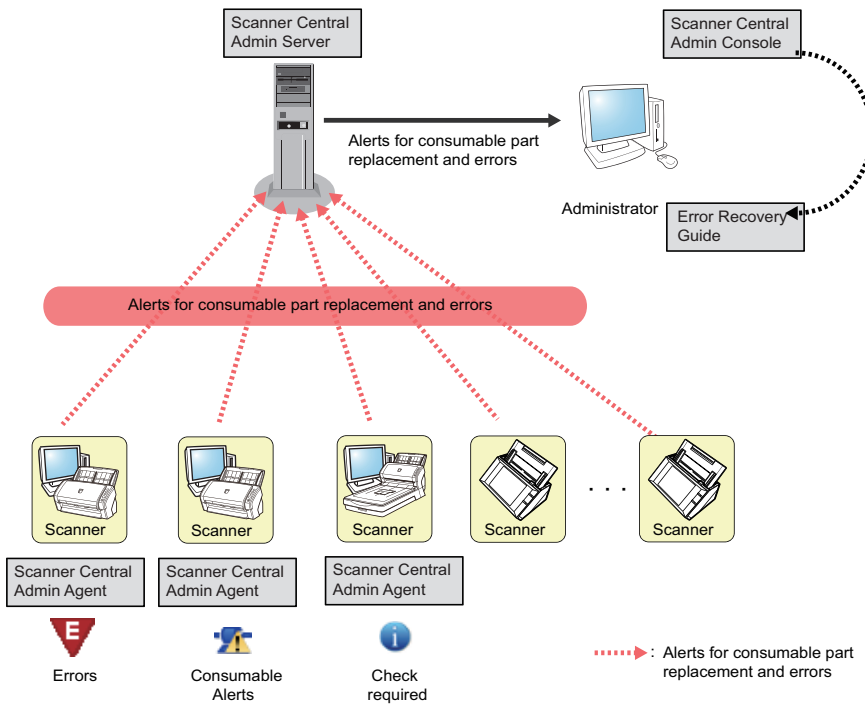 Scanner Central
Admin Server
Scanner Central
Admin Console
Alerts for consumable part
replacement and errors
Administrator
Error Recovery
Guide
Alerts for consumable part replacement and errors
Scanner
Scanner
Scanner
Scanner
. . .
Scanner
Scanner Central
Admin Agent
Scanner Central
Admin Agent
Scanner Central
Admin Agent
E
i
Errors
Consumable
Alerts
Check
required
: Alerts for consumable part
replacement and errors